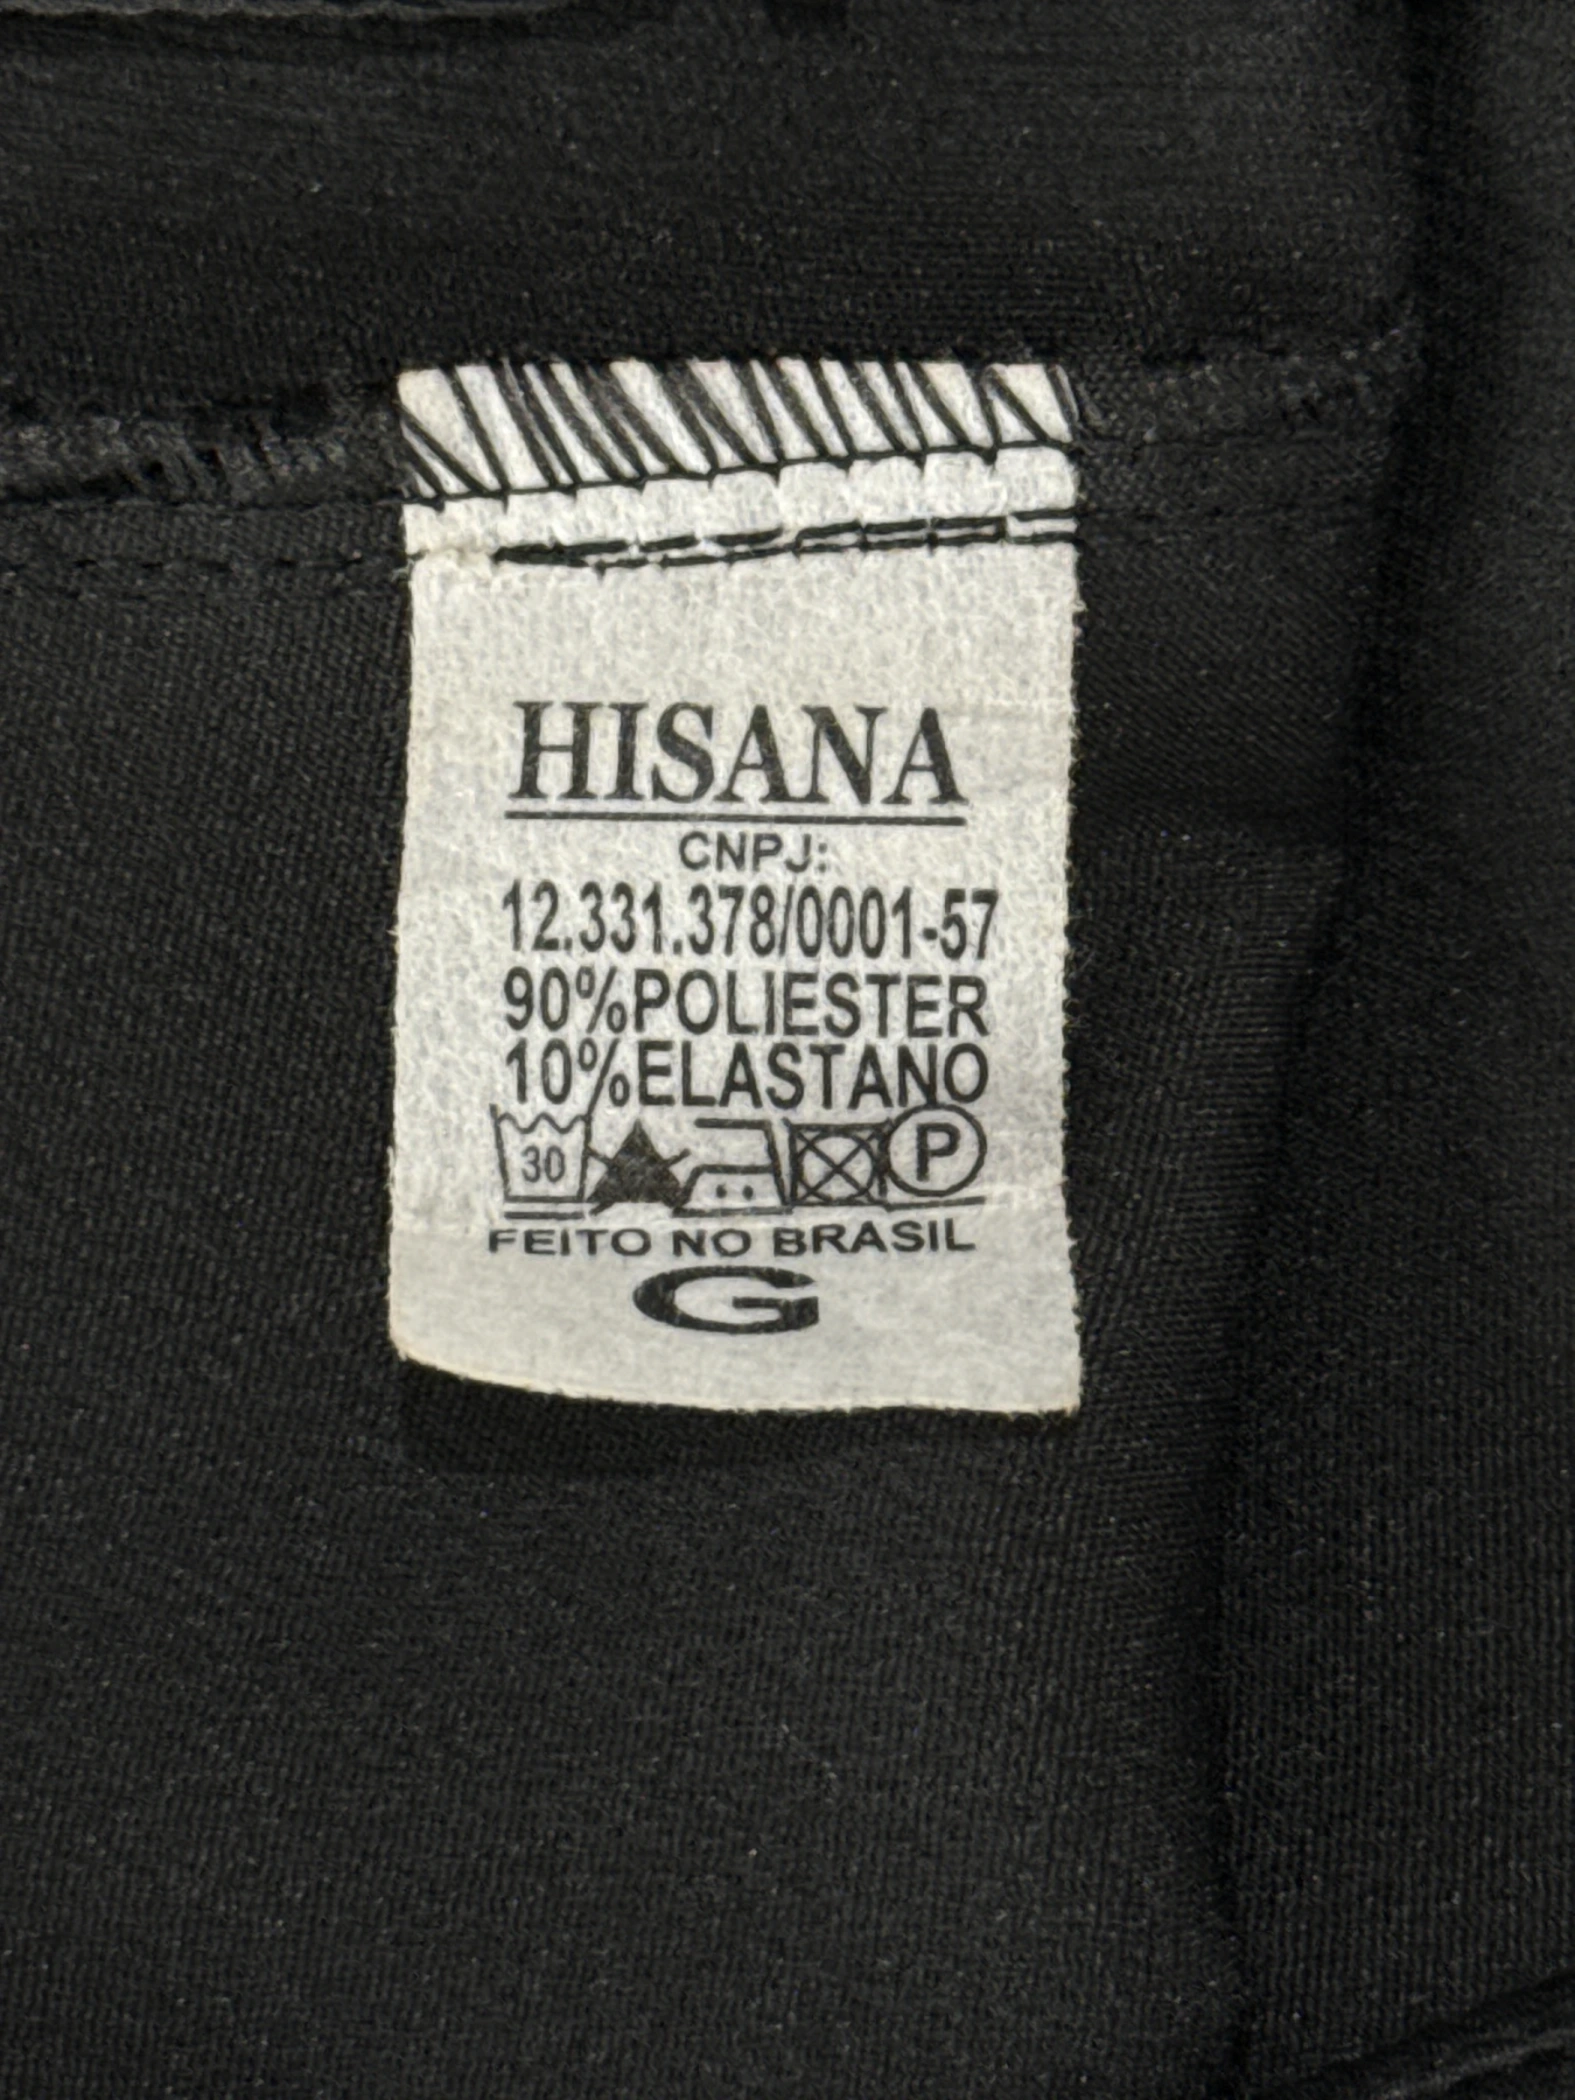 HISANA
CNPJ:
12.331.378/0001-57
90%POLIESTER
10%ELASTANO
30 P
FEITO NO BRASIL
G